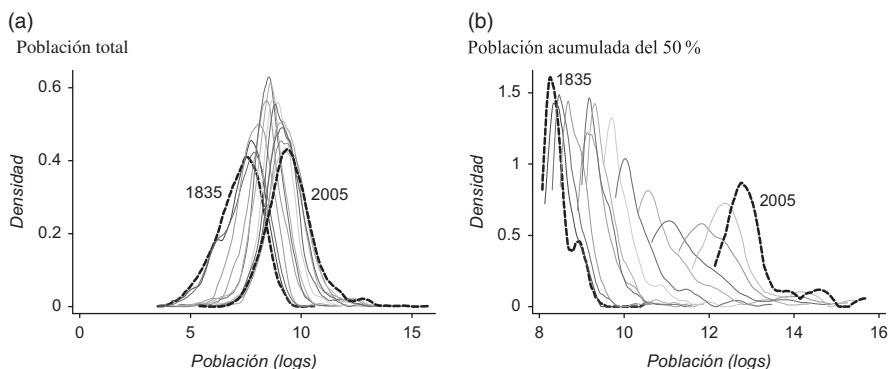 (a)
Población total
Densidad
0.6
0.4
0.2
0
1835
2005
0
5
10
15
Población (logs)
(b)
Población acumulada del 50 %
Densidad
1.5
1
0.5
0
1835
2005
8
10
12
14
16
Población (logs)